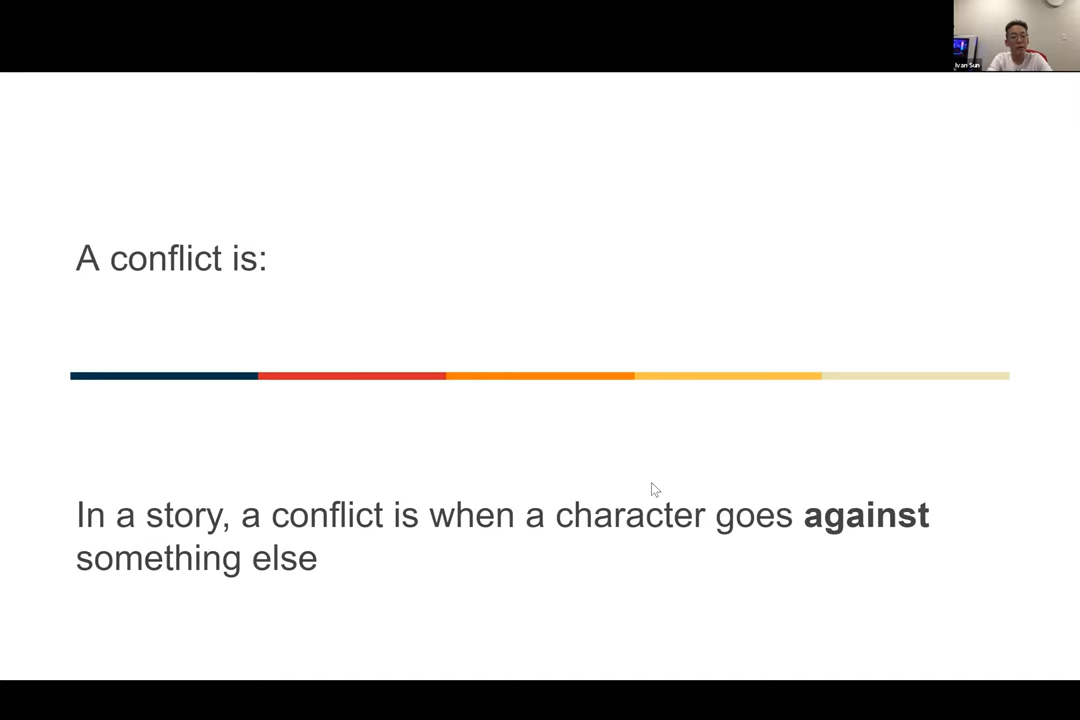 Ivan Sun
A conflict is:
In a story, a conflict is when a character goes against
something else